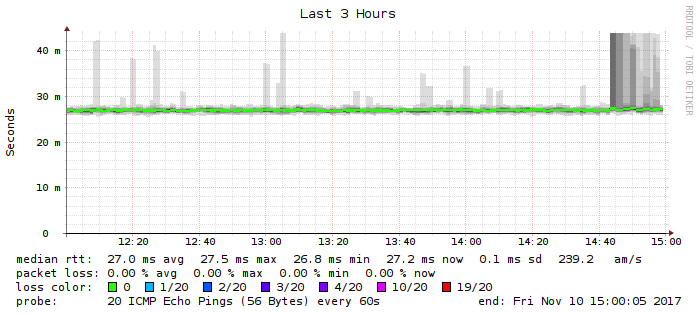 Last 3 Hours
RRDTOOL / TOBI OETIKER
Seconds
40 m
30 m
20 m
10 m
0
12:20 12:40 13:00 13:20 13:40 14:00 14:20 14:40 15:00
median rtt: 27.0 ms avg 27.5 ms max 26.8 ms min 27.2 ms now 0.1 ms sd 239.2 am/s
packet loss: 0.00 % avg 0.00 % max 0.00 % min 0.00 % now
loss color: 0 1/20 2/20 3/20 4/20 10/20 19/20
probe: 20 ICMP Echo Pings (56 Bytes) every 60s end: Fri Nov 10 15:00:05 2017